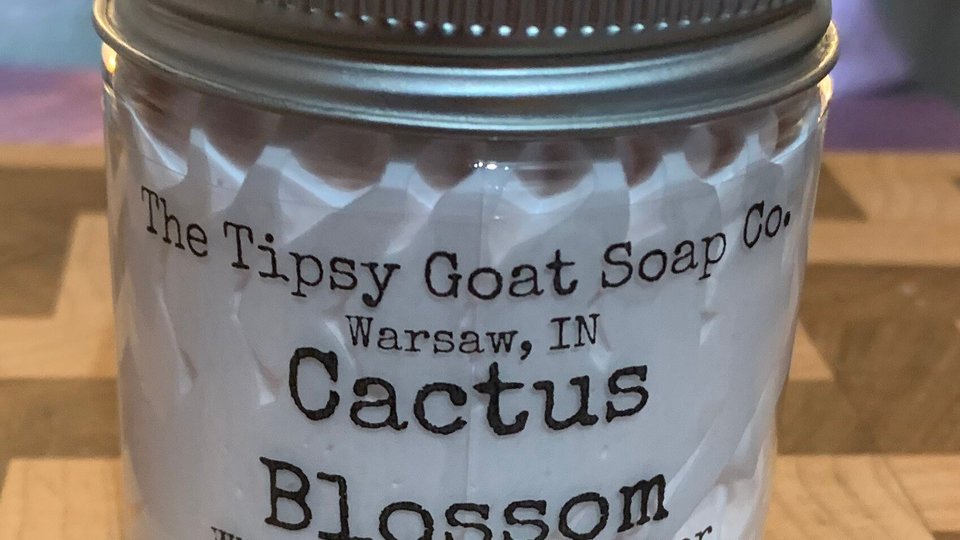 The Tipsy Goat Soap Co.
Warsaw, IN
Cactus
Blossom